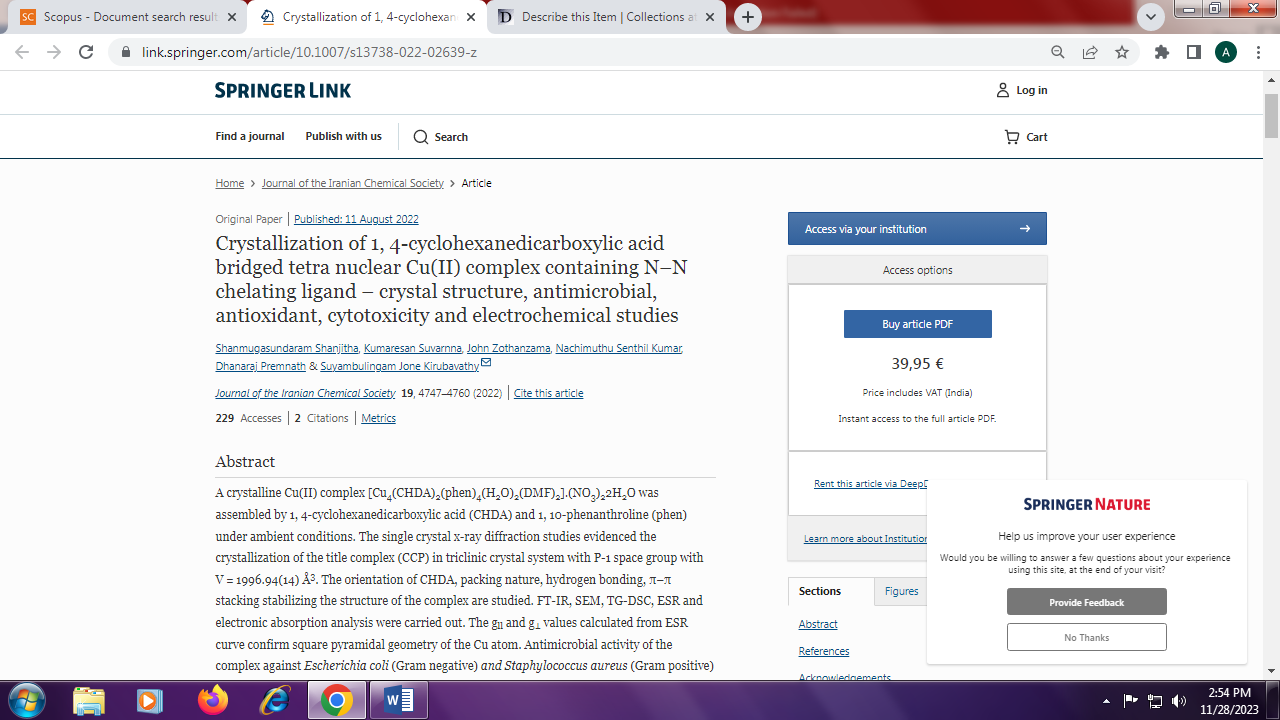 Scopus - Document search result
Crystallization of 1, 4-cyclohexan
Describe this Item | Collections a
link.springer.com/article/10.1007/s13738-022-02639-z
A
SPRINGER LINK
Log in
Find a journal
Publish with us
Search
Cart
Home > Journal of the Iranian Chemical Society > Article
Original Paper | Published: 11 August 2022
Crystallization of 1, 4-cyclohexanedicarboxylic acid
bridged tetra nuclear Cu(II) complex containing N–N
chelating ligand – crystal structure, antimicrobial,
antioxidant, cytotoxicity and electrochemical studies
Shanmugasundaram Shanjitha, Kumaresan Suvarnna, John Zothanzama, Nachimuthu Senthil Kumar,
Dhanaraj Premnath & Suyambulingam Jone Kirubavathy
Journal of the Iranian Chemical Society 19, 4747–4760 (2022) | Cite this article
229 Accesses | 2 Citations | Metrics
Abstract
A crystalline Cu(II) complex [Cu₄(CHDA)₂(phen)₄(H₂O)₂(DMF)₂].(NO₃)₂2H₂O was
assembled by 1, 4-cyclohexanedicarboxylic acid (CHDA) and 1, 10-phenanthroline (phen)
under ambient conditions. The single crystal x-ray diffraction studies evidenced the
crystallization of the title complex (CCP) in triclinic crystal system with P-1 space group with
V = 1996.94(14) Å³. The orientation of CHDA, packing nature, hydrogen bonding, π–π
stacking stabilizing the structure of the complex are studied. FT-IR, SEM, TG-DSC, ESR and
electronic absorption analysis were carried out. The g∥ and g⊥ values calculated from ESR
curve confirm square pyramidal geometry of the Cu atom. Antimicrobial activity of the
complex against Escherichia coli (Gram negative) and Staphylococcus aureus (Gram positive)
Access via your institution →
Access options
Buy article PDF
39,95 €
Price includes VAT (India)
Instant access to the full article PDF.
Rent this article via DeepD
Learn more about Institution
Sections
Figures
Abstract
References
Acknowledgements
SPRINGER NATURE
Help us improve your user experience
Would you be willing to answer a few questions about your experience
using this site, at the end of your visit?
Provide Feedback
No Thanks
2:54 PM
11/28/2023